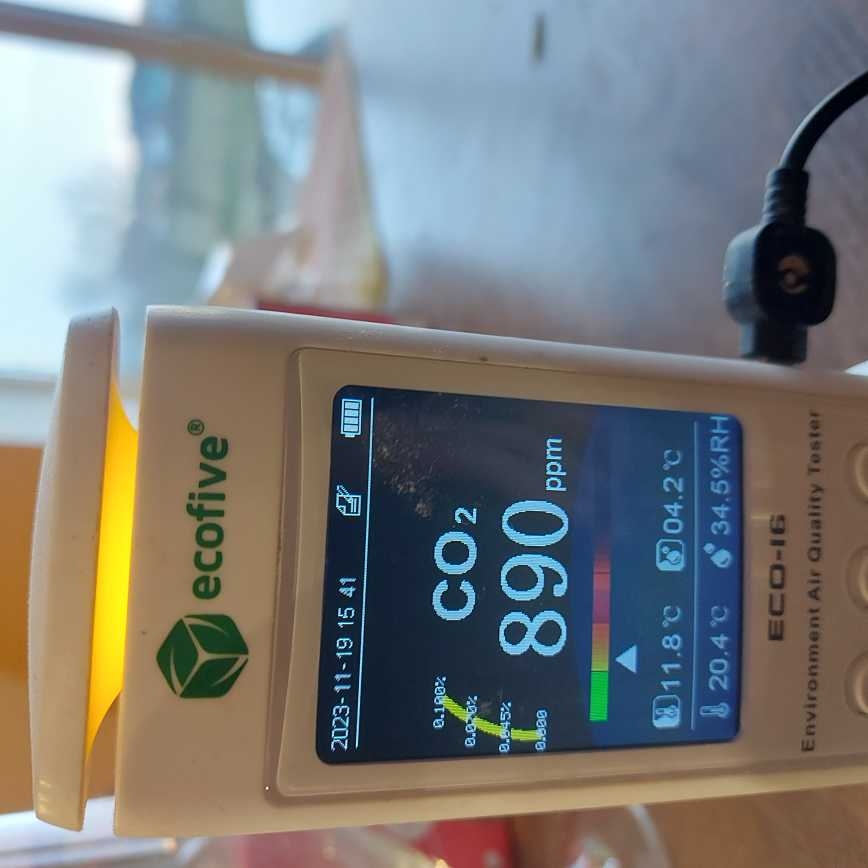 ecofive®
2023-11-19 15 41
CO2
890 ppm
0.100%
0.045%
0.000
11.8℃ 04.2℃
20.4℃ 34.5%RH
ECO-I6
Environment Air Quality Tester